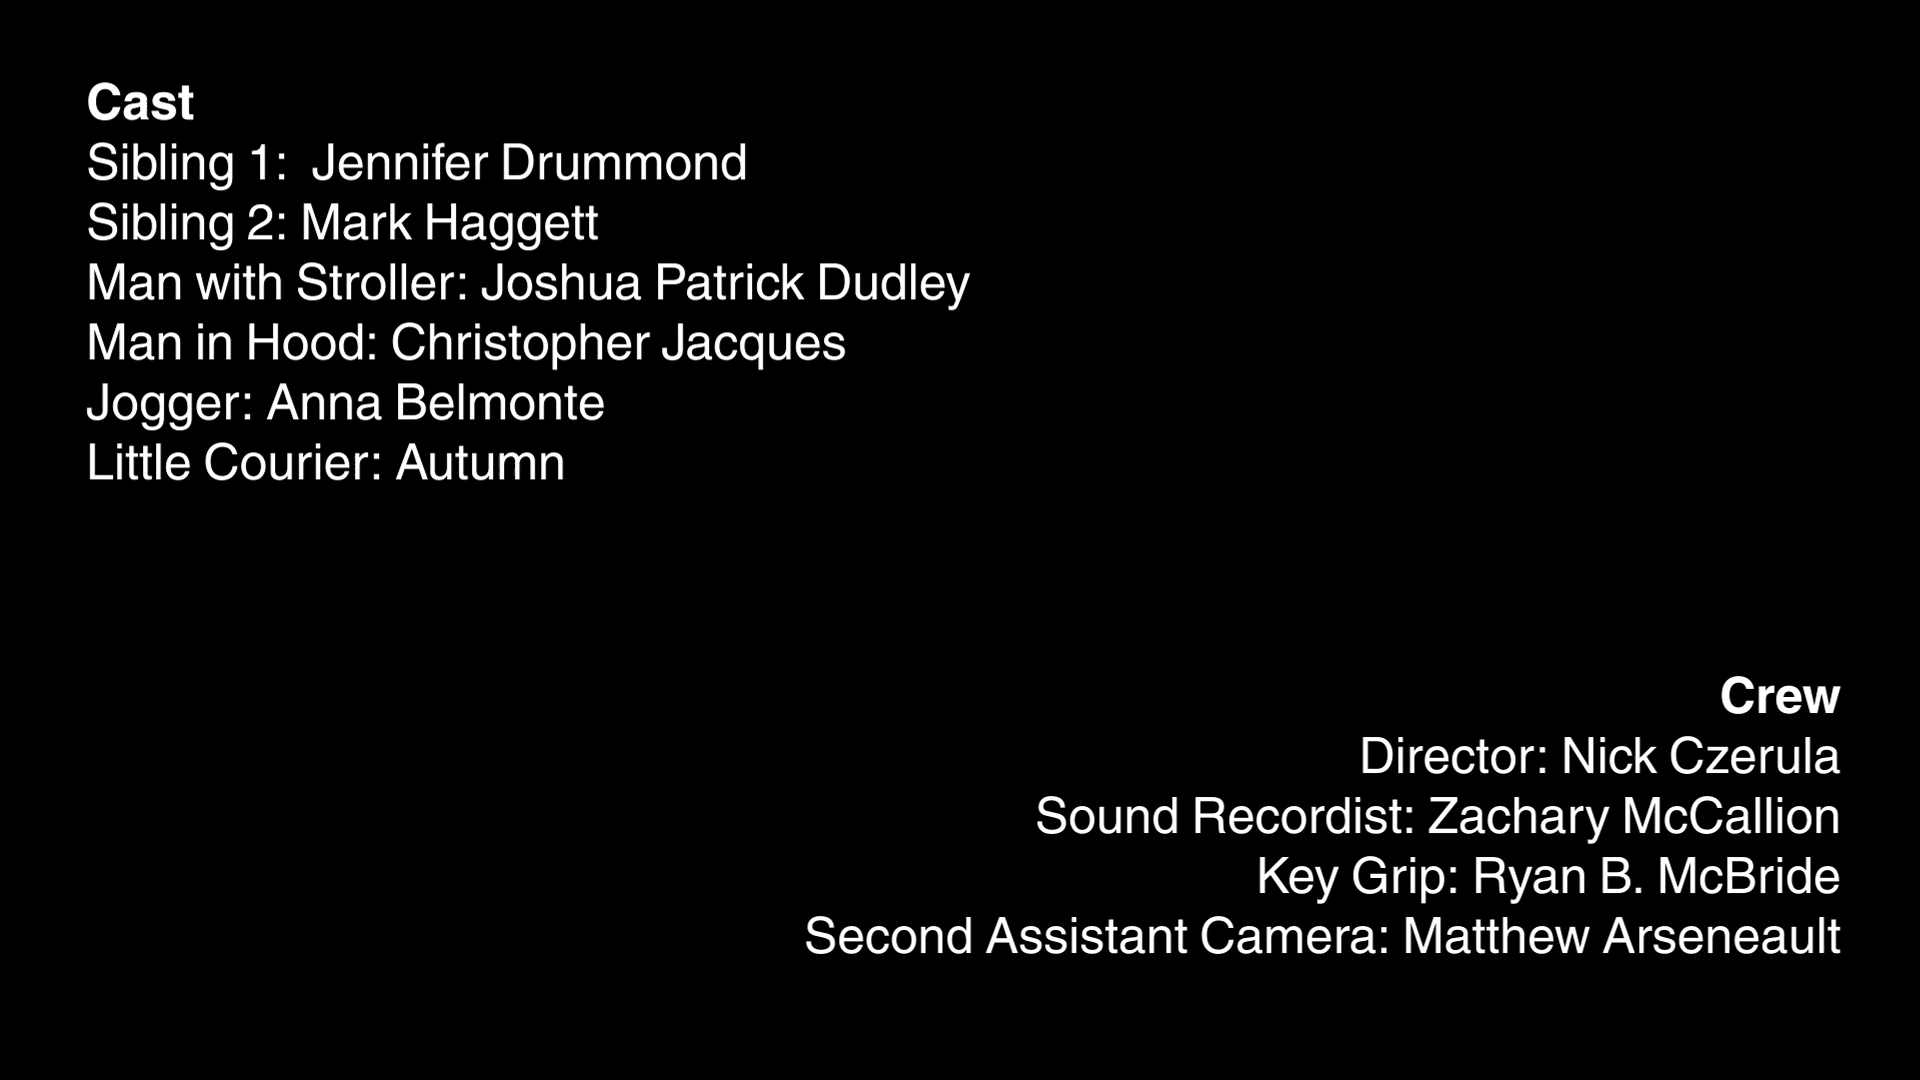 Cast
Sibling 1:  Jennifer Drummond
Sibling 2: Mark Haggett
Man with Stroller: Joshua Patrick Dudley
Man in Hood: Christopher Jacques
Jogger: Anna Belmonte
Little Courier: Autumn
Crew
Director: Nick Czerula
Sound Recordist: Zachary McCallion
Key Grip: Ryan B. McBride
Second Assistant Camera: Matthew Arseneault